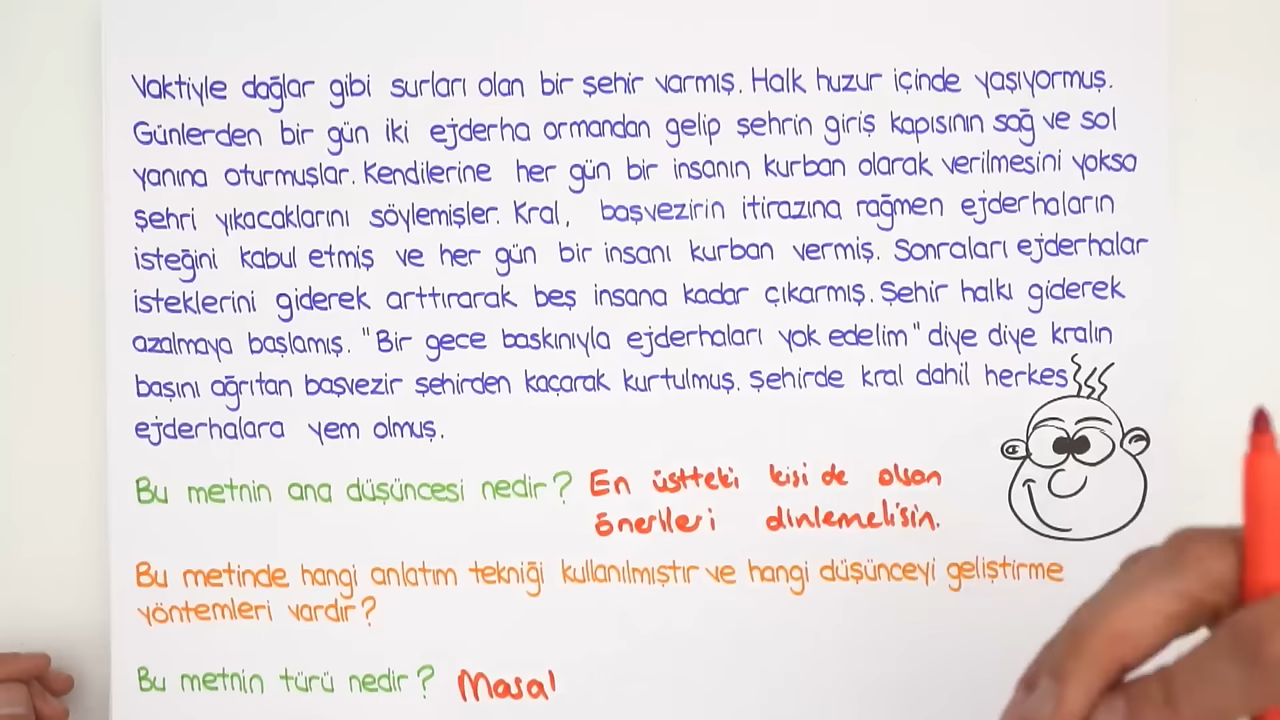 Vaktiyle dağlar gibi surları olan bir şehir varmış. Halk huzur içinde yaşıyormuş.
Günlerden bir gün iki ejderha ormandan gelip şehrin giriş kapısının sağ ve sol
yanına oturmuşlar. Kendilerine her gün bir insanın kurban olarak verilmesini yoksa
şehri yıkacaklarını söylemişler. Kral, başvezirin itirazına rağmen ejderhaların
isteğini kabul etmiş ve her gün bir insanı kurban vermiş. Sonraları ejderhalar
isteklerini giderek arttırarak beş insana kadar çıkarmış. Şehir halkı giderek
azalmaya başlamış. "Bir gece baskınıyla ejderhaları yok edelim" diye diye kralın
başını ağrıtan başvezir şehirden kaçarak kurtulmuş. Şehirde kral dahil herkes
ejderhalara yem olmuş.
Bu metnin ana düşüncesi nedir? En üstteki kişi de olsan
önerileri dinlemelisin.
Bu metinde hangi anlatım tekniği kullanılmıştır ve hangi düşünceyi geliştirme
yöntemleri vardır?
Bu metnin türü nedir? Masal